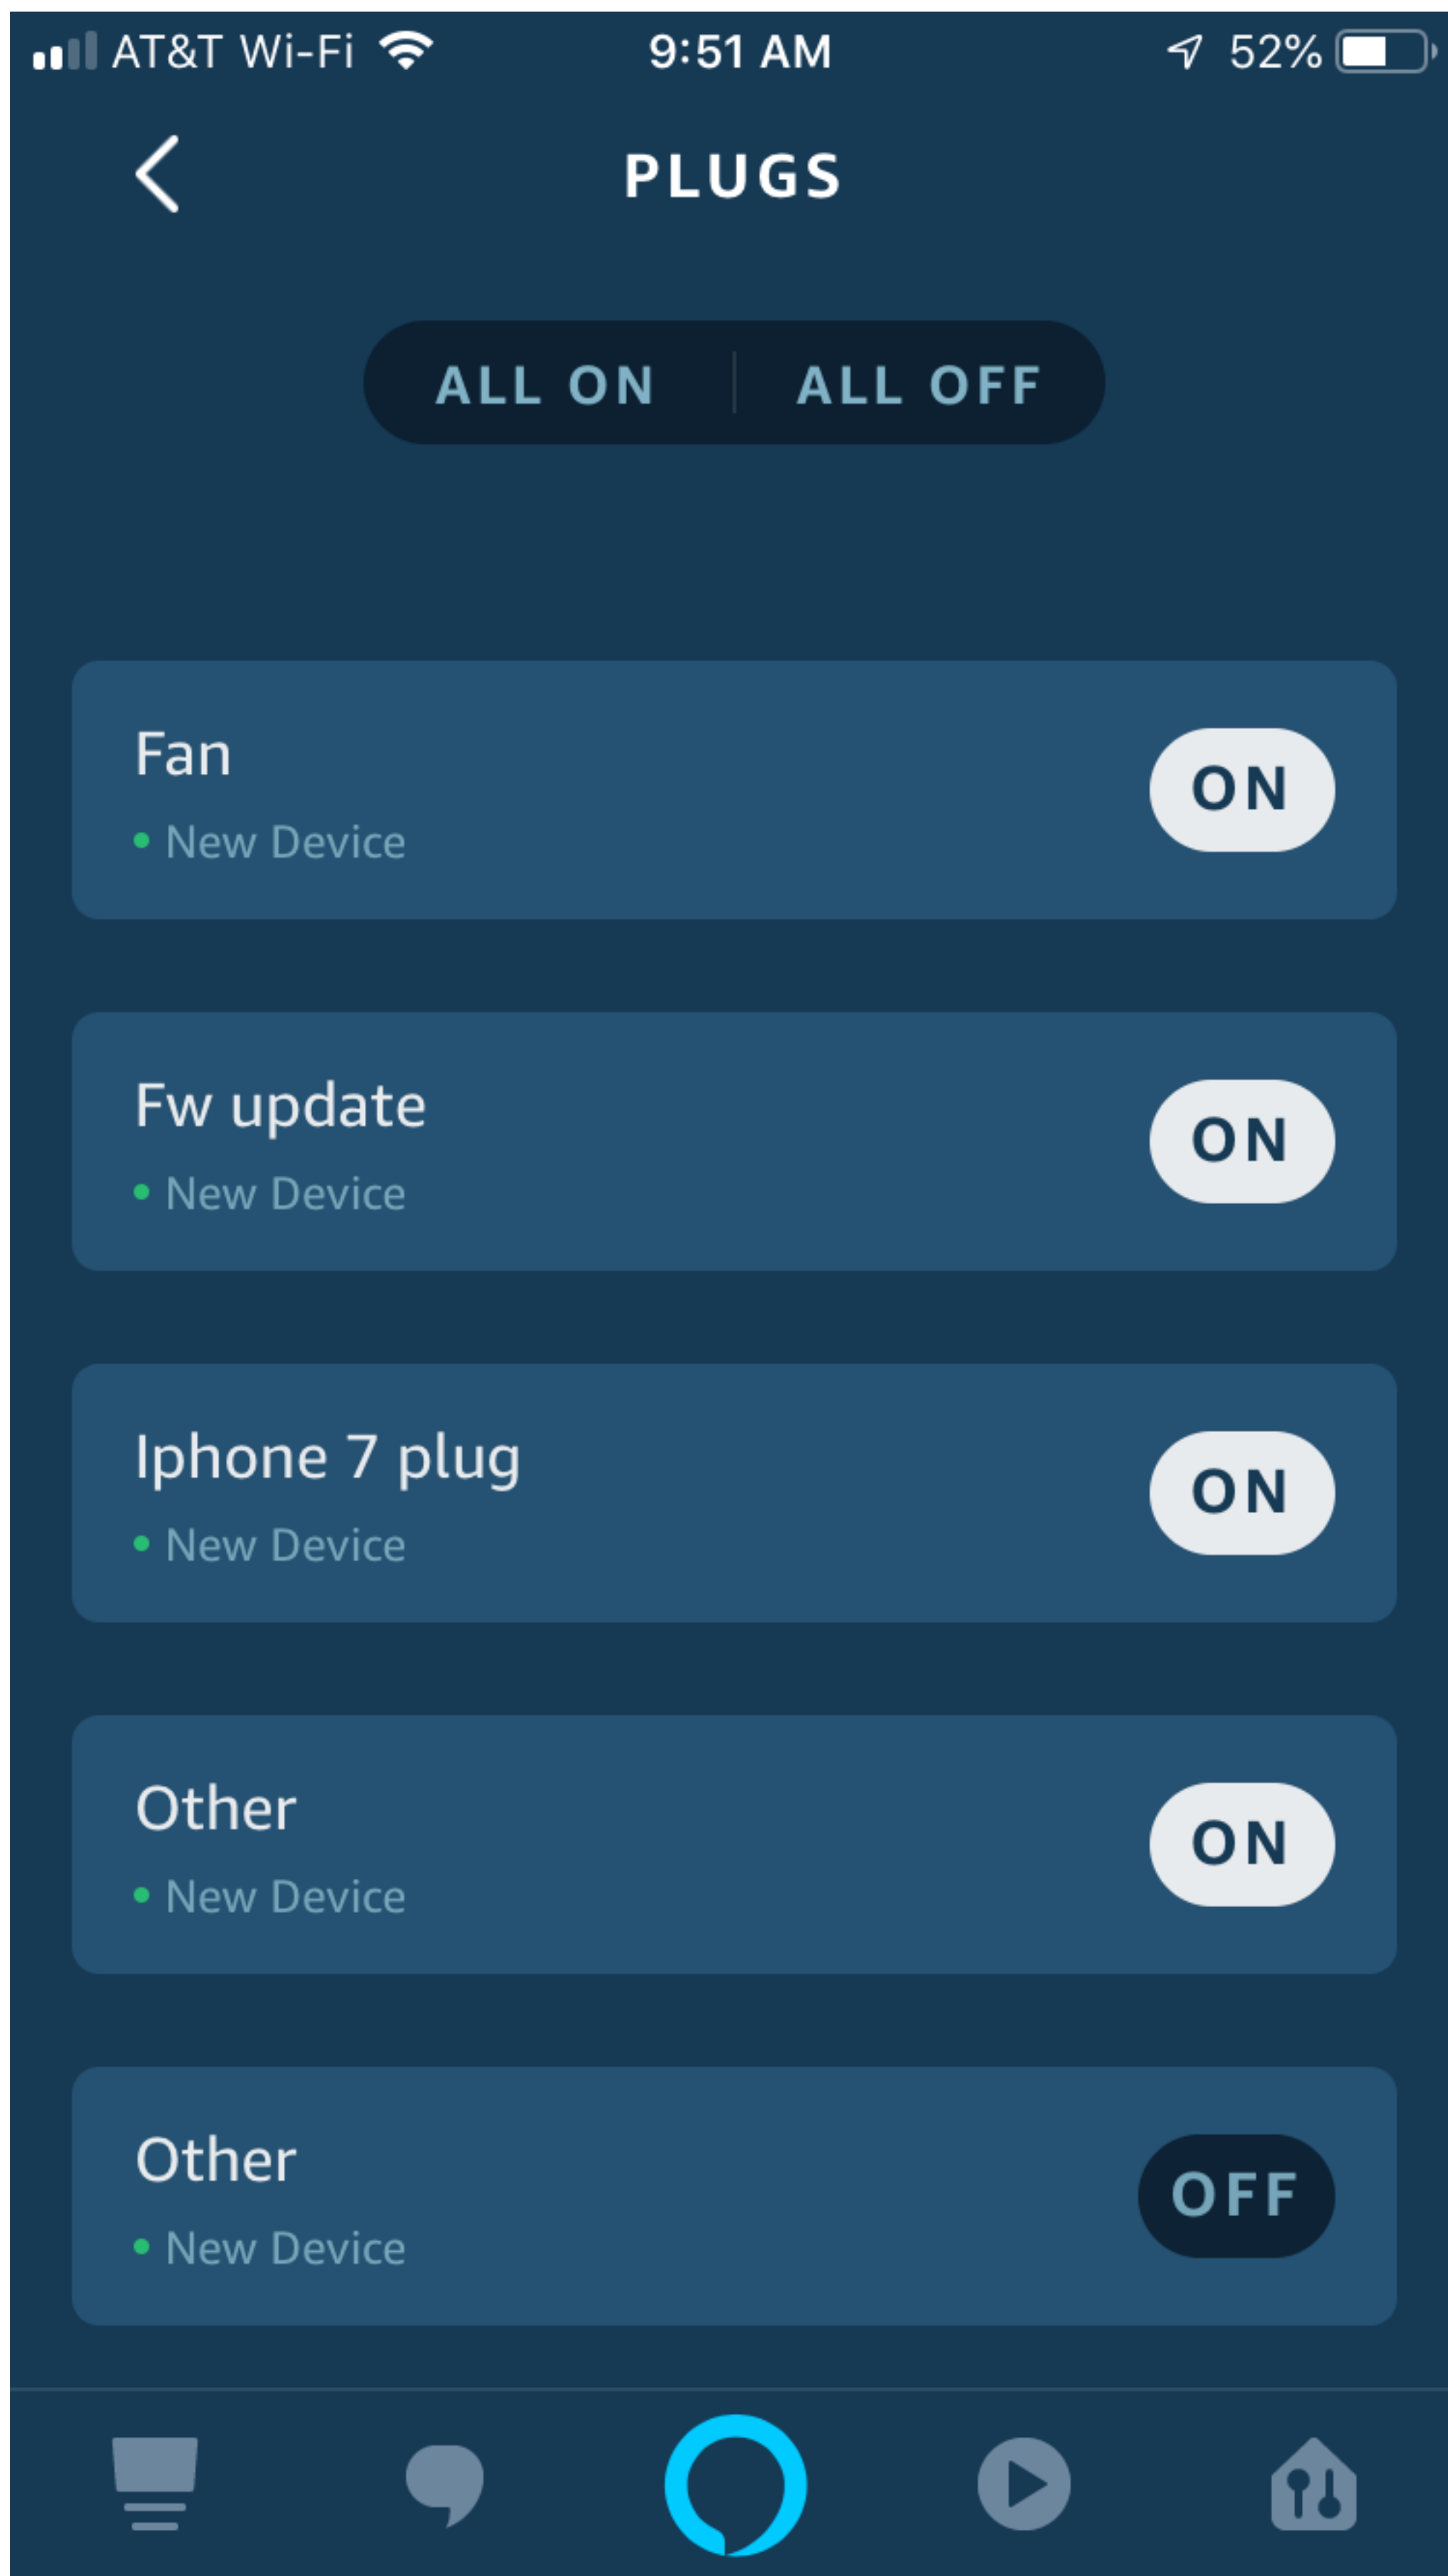 AT&T Wi-Fi 9:51 AM 52%
PLUGS
ALL ON ALL OFF
Fan
New Device
ON
Fw update
New Device
ON
Iphone 7 plug
New Device
ON
Other
New Device
ON
Other
New Device
OFF